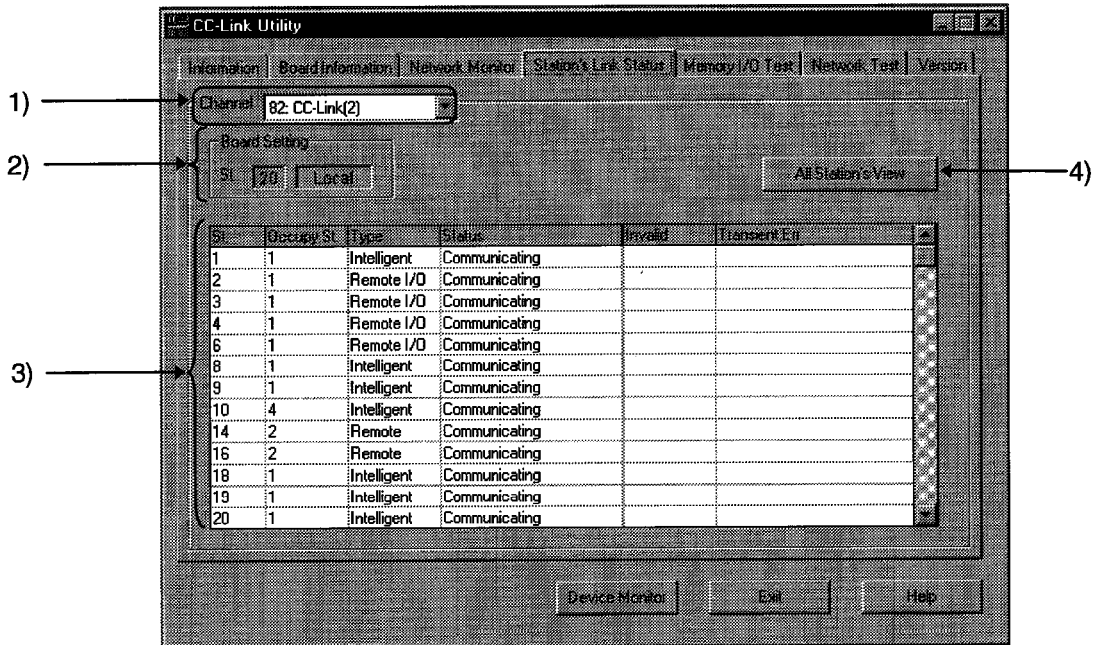 CC-Link Utility
Information Board Information Network Monitor Station's Link Status Memory I/O Test Network Test Version
1) Channel 82: CC-Link(2)
Board Setting
2) St. 20 Local All Station's View 4)
St. Occupy St. Type Status Invalid Transient Err
1 1 Intelligent Communicating
2 1 Remote I/O Communicating
3 1 Remote I/O Communicating
4 1 Remote I/O Communicating
6 1 Remote I/O Communicating
3) 8 1 Intelligent Communicating
9 1 Intelligent Communicating
10 4 Intelligent Communicating
14 2 Remote Communicating
16 2 Remote Communicating
18 1 Intelligent Communicating
19 1 Intelligent Communicating
20 1 Intelligent Communicating
Device Monitor Exit Help